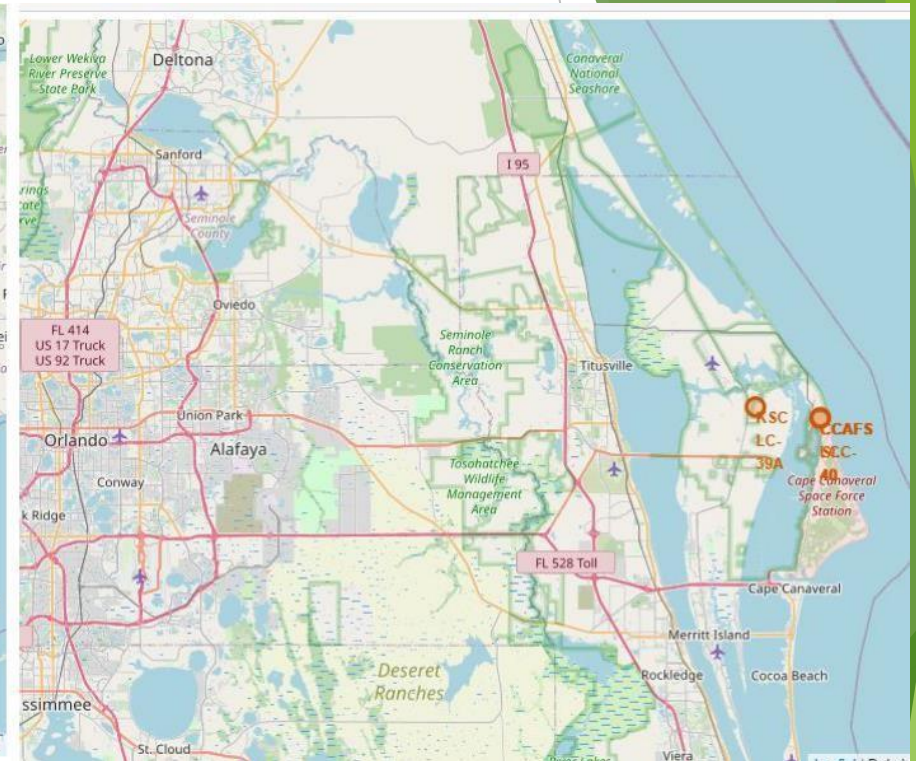 Lower Wekiva
River Preserve
State Park
Deltona
Canaveral
National
Seashore
Sanford
I 95
Seminole
County
Oviedo
FL 414
US 17 Truck
US 92 Truck
Seminole
Ranch
Conservation
Area
Titusville
Union Park
Orlando
Alafaya
KSC
LC-
39A
CCAFS
40
Tosohatchee
Wildlife
Management
Area
Conway
k Ridge
Cape Canaveral
Space Force
Station
FL 528 Toll
Cape Canaveral
Merritt Island
Deseret
Ranches
Rockledge
Cocoa Beach
ssimmee
St. Cloud
Viera